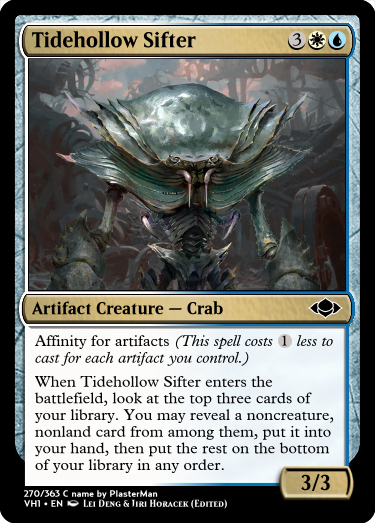 Tidehollow Sifter 3
Artifact Creature — Crab
Affinity for artifacts (This spell costs 1 less to
cast for each artifact you control.)
When Tidehollow Sifter enters the
battlefield, look at the top three cards of
your library. You may reveal a noncreature,
nonland card from among them, put it into
your hand, then put the rest on the bottom
of your library in any order.
3/3
270/363 C name by PlasterMan
VH1 • EN Lei Deng & Jiri Horacek (Edited)